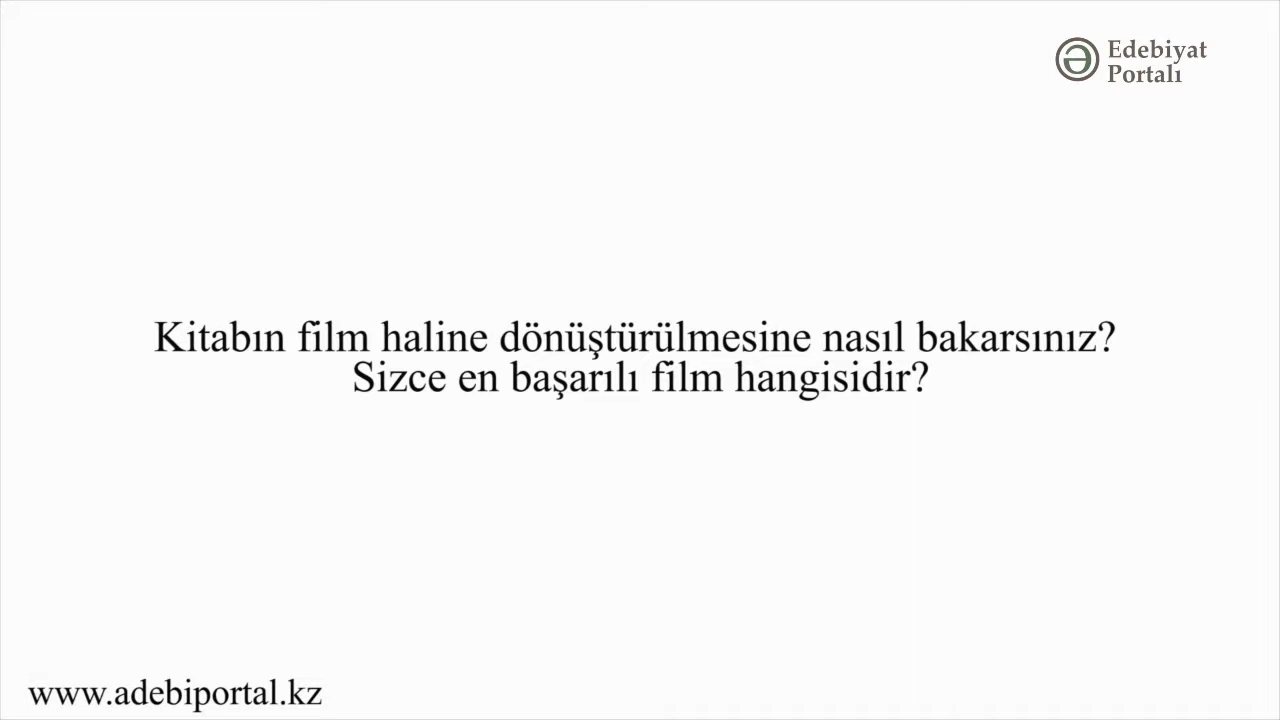 Edebiyat
Portalı
Kitabın film haline dönüştürülmesine nasıl bakarsınız?
Sizce en başarılı film hangisidir?
www.adebiportal.kz